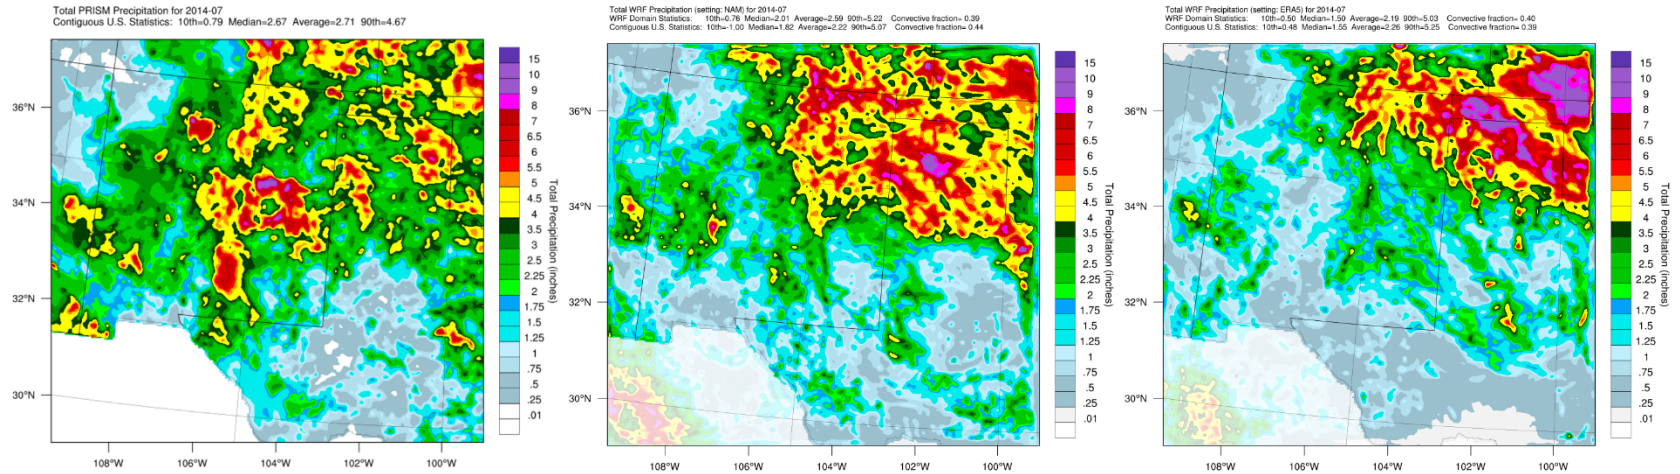 Total PRISM Precipitation for 2014-07
Contiguous U.S. Statistics: 10th=0.79 Median=2.67 Average=2.71 90th=4.67
36°N
34°N
32°N
30°N
108°W 106°W 104°W 102°W 100°W
15
10
9
8
7
6.5
6
5.5
5
4.5
4
3.5
3
2.5
2.25
2
1.75
1.5
1.25
1
.75
.5
.25
.01
Total Precipitation (inches)
Total WRF Precipitation (setting: NAM) for 2014-07
WRF Domain Statistics: 10th=0.76 Median=2.01 Average=2.59 90th=5.22 Convective fraction= 0.39
Contiguous U.S. Statistics: 10th=-1.00 Median=1.82 Average=2.22 90th=5.07 Convective fraction= 0.44
36°N
34°N
32°N
30°N
108°W 106°W 104°W 102°W 100°W
15
10
9
8
7
6.5
6
5.5
5
4.5
4
3.5
3
2.5
2.25
2
1.75
1.5
1.25
1
.75
.5
.25
.01
Total Precipitation (inches)
Total WRF Precipitation (setting: ERA5) for 2014-07
WRF Domain Statistics: 10th=0.50 Median=1.50 Average=2.19 90th=5.03 Convective fraction= 0.40
Contiguous U.S. Statistics: 10th=0.48 Median=1.55 Average=2.26 90th=5.25 Convective fraction= 0.39
36°N
34°N
32°N
30°N
108°W 106°W 104°W 102°W 100°W
15
10
9
8
7
6.5
6
5.5
5
4.5
4
3.5
3
2.5
2.25
2
1.75
1.5
1.25
1
.75
.5
.25
.01
Total Precipitation (inches)